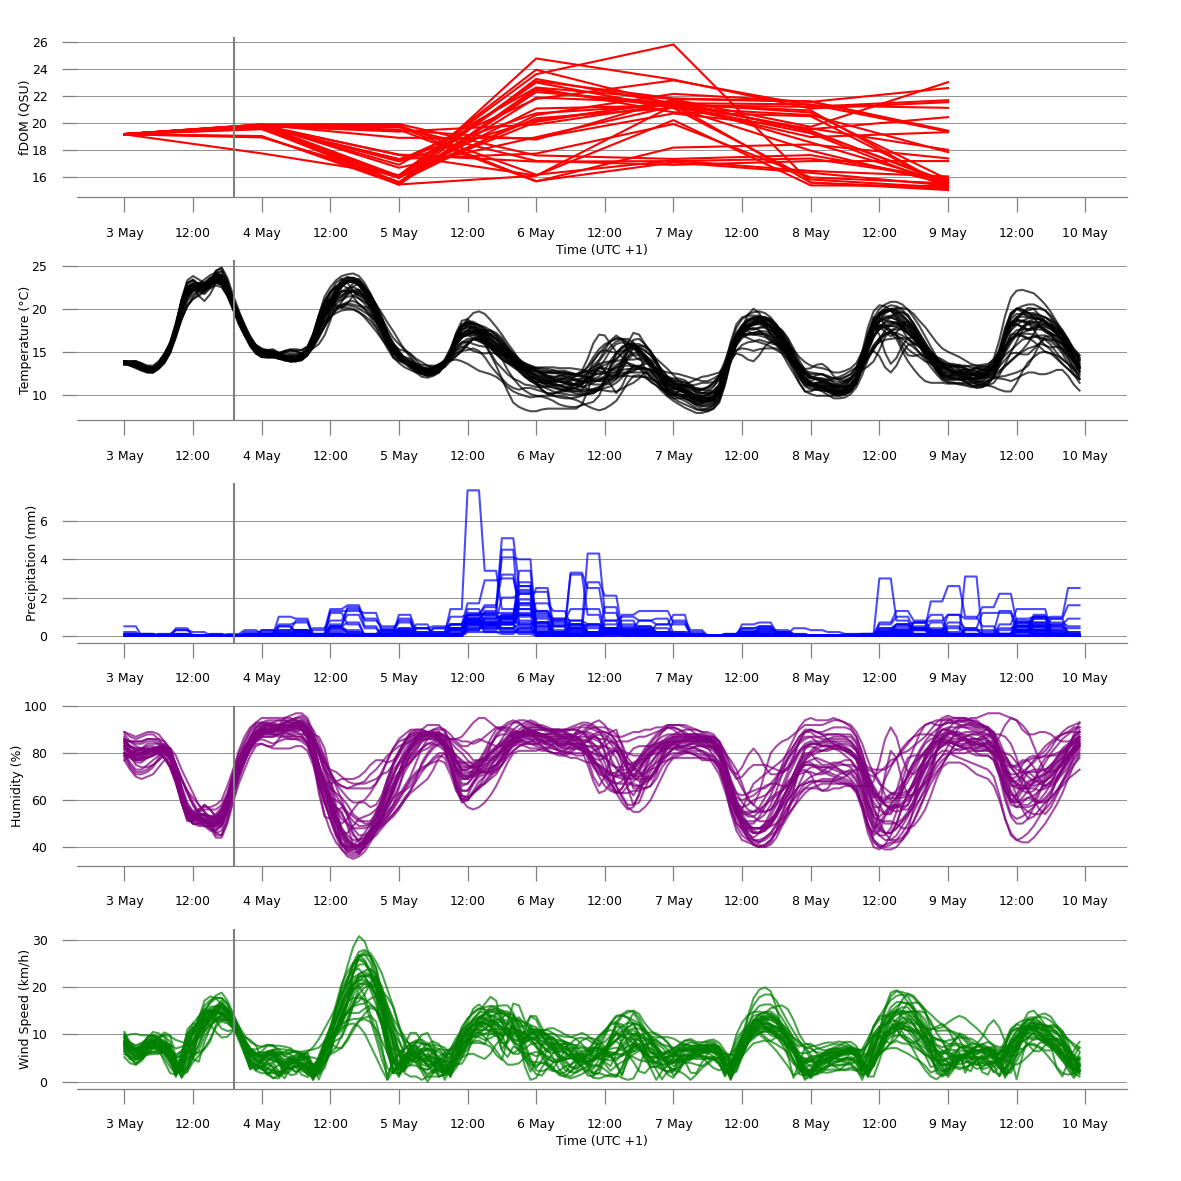 fDOM (QSU)
26
24
22
20
18
16
3 May 12:00 4 May 12:00 5 May 12:00 6 May 12:00 7 May 12:00 8 May 12:00 9 May 12:00 10 May
Time (UTC +1)
Temperature (°C)
25
20
15
10
3 May 12:00 4 May 12:00 5 May 12:00 6 May 12:00 7 May 12:00 8 May 12:00 9 May 12:00 10 May
Precipitation (mm)
6
4
2
0
3 May 12:00 4 May 12:00 5 May 12:00 6 May 12:00 7 May 12:00 8 May 12:00 9 May 12:00 10 May
Humidity (%)
100
80
60
40
3 May 12:00 4 May 12:00 5 May 12:00 6 May 12:00 7 May 12:00 8 May 12:00 9 May 12:00 10 May
Wind Speed (km/h)
30
20
10
0
3 May 12:00 4 May 12:00 5 May 12:00 6 May 12:00 7 May 12:00 8 May 12:00 9 May 12:00 10 May
Time (UTC +1)